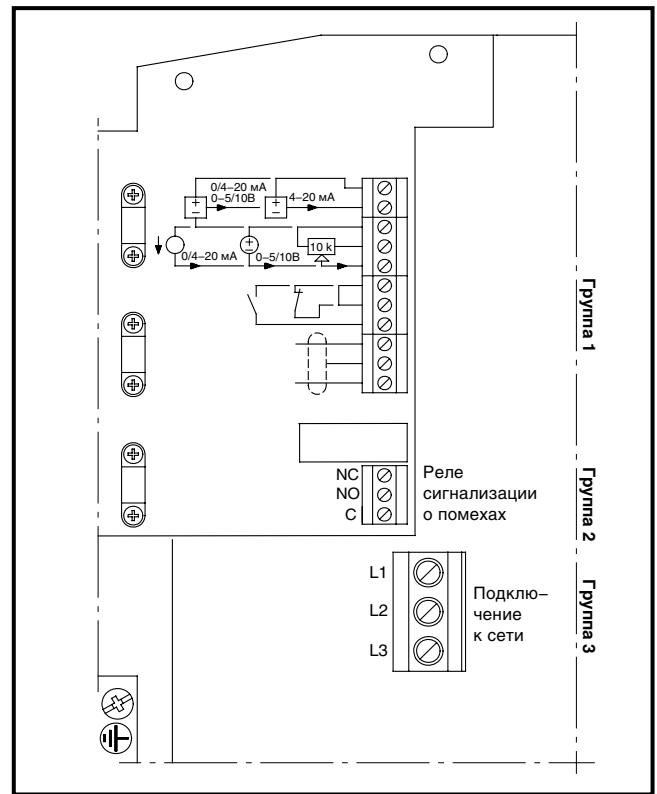 0/4–20 мА
0–5/10В
4–20 мА
10 k
0/4–20 мА
0–5/10В
Группа 1
NC
NO
C
Реле
сигнализации
о помехах
Группа 2
L1
L2
L3
Подклю–
чение
к сети
Группа 3